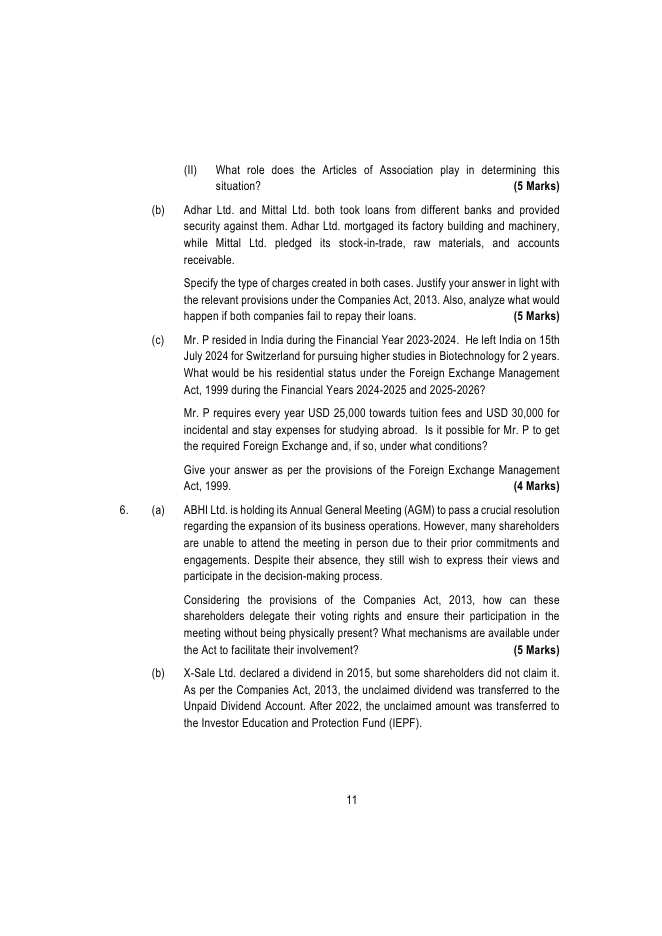 (II) What role does the Articles of Association play in determining this
situation? (5 Marks)
(b) Adhar Ltd. and Mittal Ltd. both took loans from different banks and provided
security against them. Adhar Ltd. mortgaged its factory building and machinery,
while Mittal Ltd. pledged its stock-in-trade, raw materials, and accounts
receivable.
Specify the type of charges created in both cases. Justify your answer in light with
the relevant provisions under the Companies Act, 2013. Also, analyze what would
happen if both companies fail to repay their loans. (5 Marks)
(c) Mr. P resided in India during the Financial Year 2023-2024. He left India on 15th
July 2024 for Switzerland for pursuing higher studies in Biotechnology for 2 years.
What would be his residential status under the Foreign Exchange Management
Act, 1999 during the Financial Years 2024-2025 and 2025-2026?
Mr. P requires every year USD 25,000 towards tuition fees and USD 30,000 for
incidental and stay expenses for studying abroad. Is it possible for Mr. P to get
the required Foreign Exchange and, if so, under what conditions?
Give your answer as per the provisions of the Foreign Exchange Management
Act, 1999. (4 Marks)
6. (a) ABHI Ltd. is holding its Annual General Meeting (AGM) to pass a crucial resolution
regarding the expansion of its business operations. However, many shareholders
are unable to attend the meeting in person due to their prior commitments and
engagements. Despite their absence, they still wish to express their views and
participate in the decision-making process.
Considering the provisions of the Companies Act, 2013, how can these
shareholders delegate their voting rights and ensure their participation in the
meeting without being physically present? What mechanisms are available under
the Act to facilitate their involvement? (5 Marks)
(b) X-Sale Ltd. declared a dividend in 2015, but some shareholders did not claim it.
As per the Companies Act, 2013, the unclaimed dividend was transferred to the
Unpaid Dividend Account. After 2022, the unclaimed amount was transferred to
the Investor Education and Protection Fund (IEPF).
11